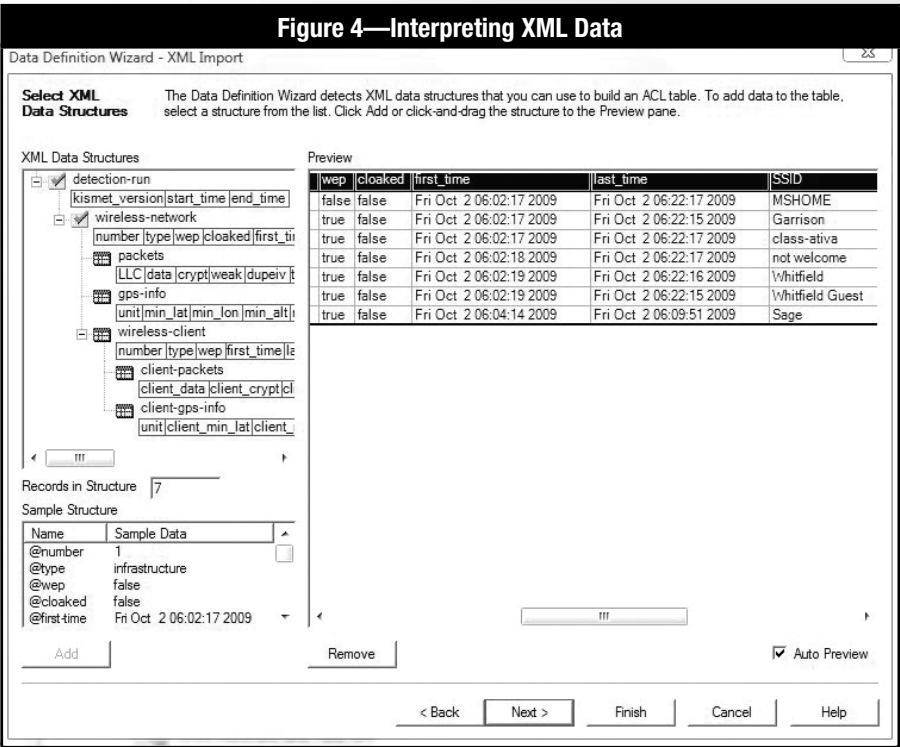 Figure 4—Interpreting XML Data
Data Definition Wizard - XML Import
Select XML
Data Structures
The Data Definition Wizard detects XML data structures that you can use to build an ACL table. To add data to the table,
select a structure from the list. Click Add or click-and-drag the structure to the Preview pane.
XML Data Structures
detection-run
kismet_version start_time end_time
wireless-network
number type wep cloaked first_ti
packets
LLC data crypt weak dupeiv t
gps-info
unit min_lat min_lon min_alt
wireless-client
number type wep first_time la
client-packets
client_data client_crypt cl
client-gps-info
unit client_min_lat client_
Records in Structure 7
Sample Structure
Name Sample Data
@number 1
@type infrastructure
@wep false
@cloaked false
@first-time Fri Oct 2 06:02:17 2009
Add
Preview
wep cloaked first_time last_time SSID
false false Fri Oct 2 06:02:17 2009 Fri Oct 2 06:22:17 2009 MSHOME
true false Fri Oct 2 06:02:17 2009 Fri Oct 2 06:22:15 2009 Garrison
true false Fri Oct 2 06:02:17 2009 Fri Oct 2 06:22:17 2009 class-ativa
true false Fri Oct 2 06:02:18 2009 Fri Oct 2 06:22:17 2009 not welcome
true false Fri Oct 2 06:02:19 2009 Fri Oct 2 06:22:16 2009 Whitfield
true false Fri Oct 2 06:02:19 2009 Fri Oct 2 06:22:15 2009 Whitfield Guest
true false Fri Oct 2 06:04:14 2009 Fri Oct 2 06:09:51 2009 Sage
Remove
Auto Preview
< Back
Next >
Finish
Cancel
Help